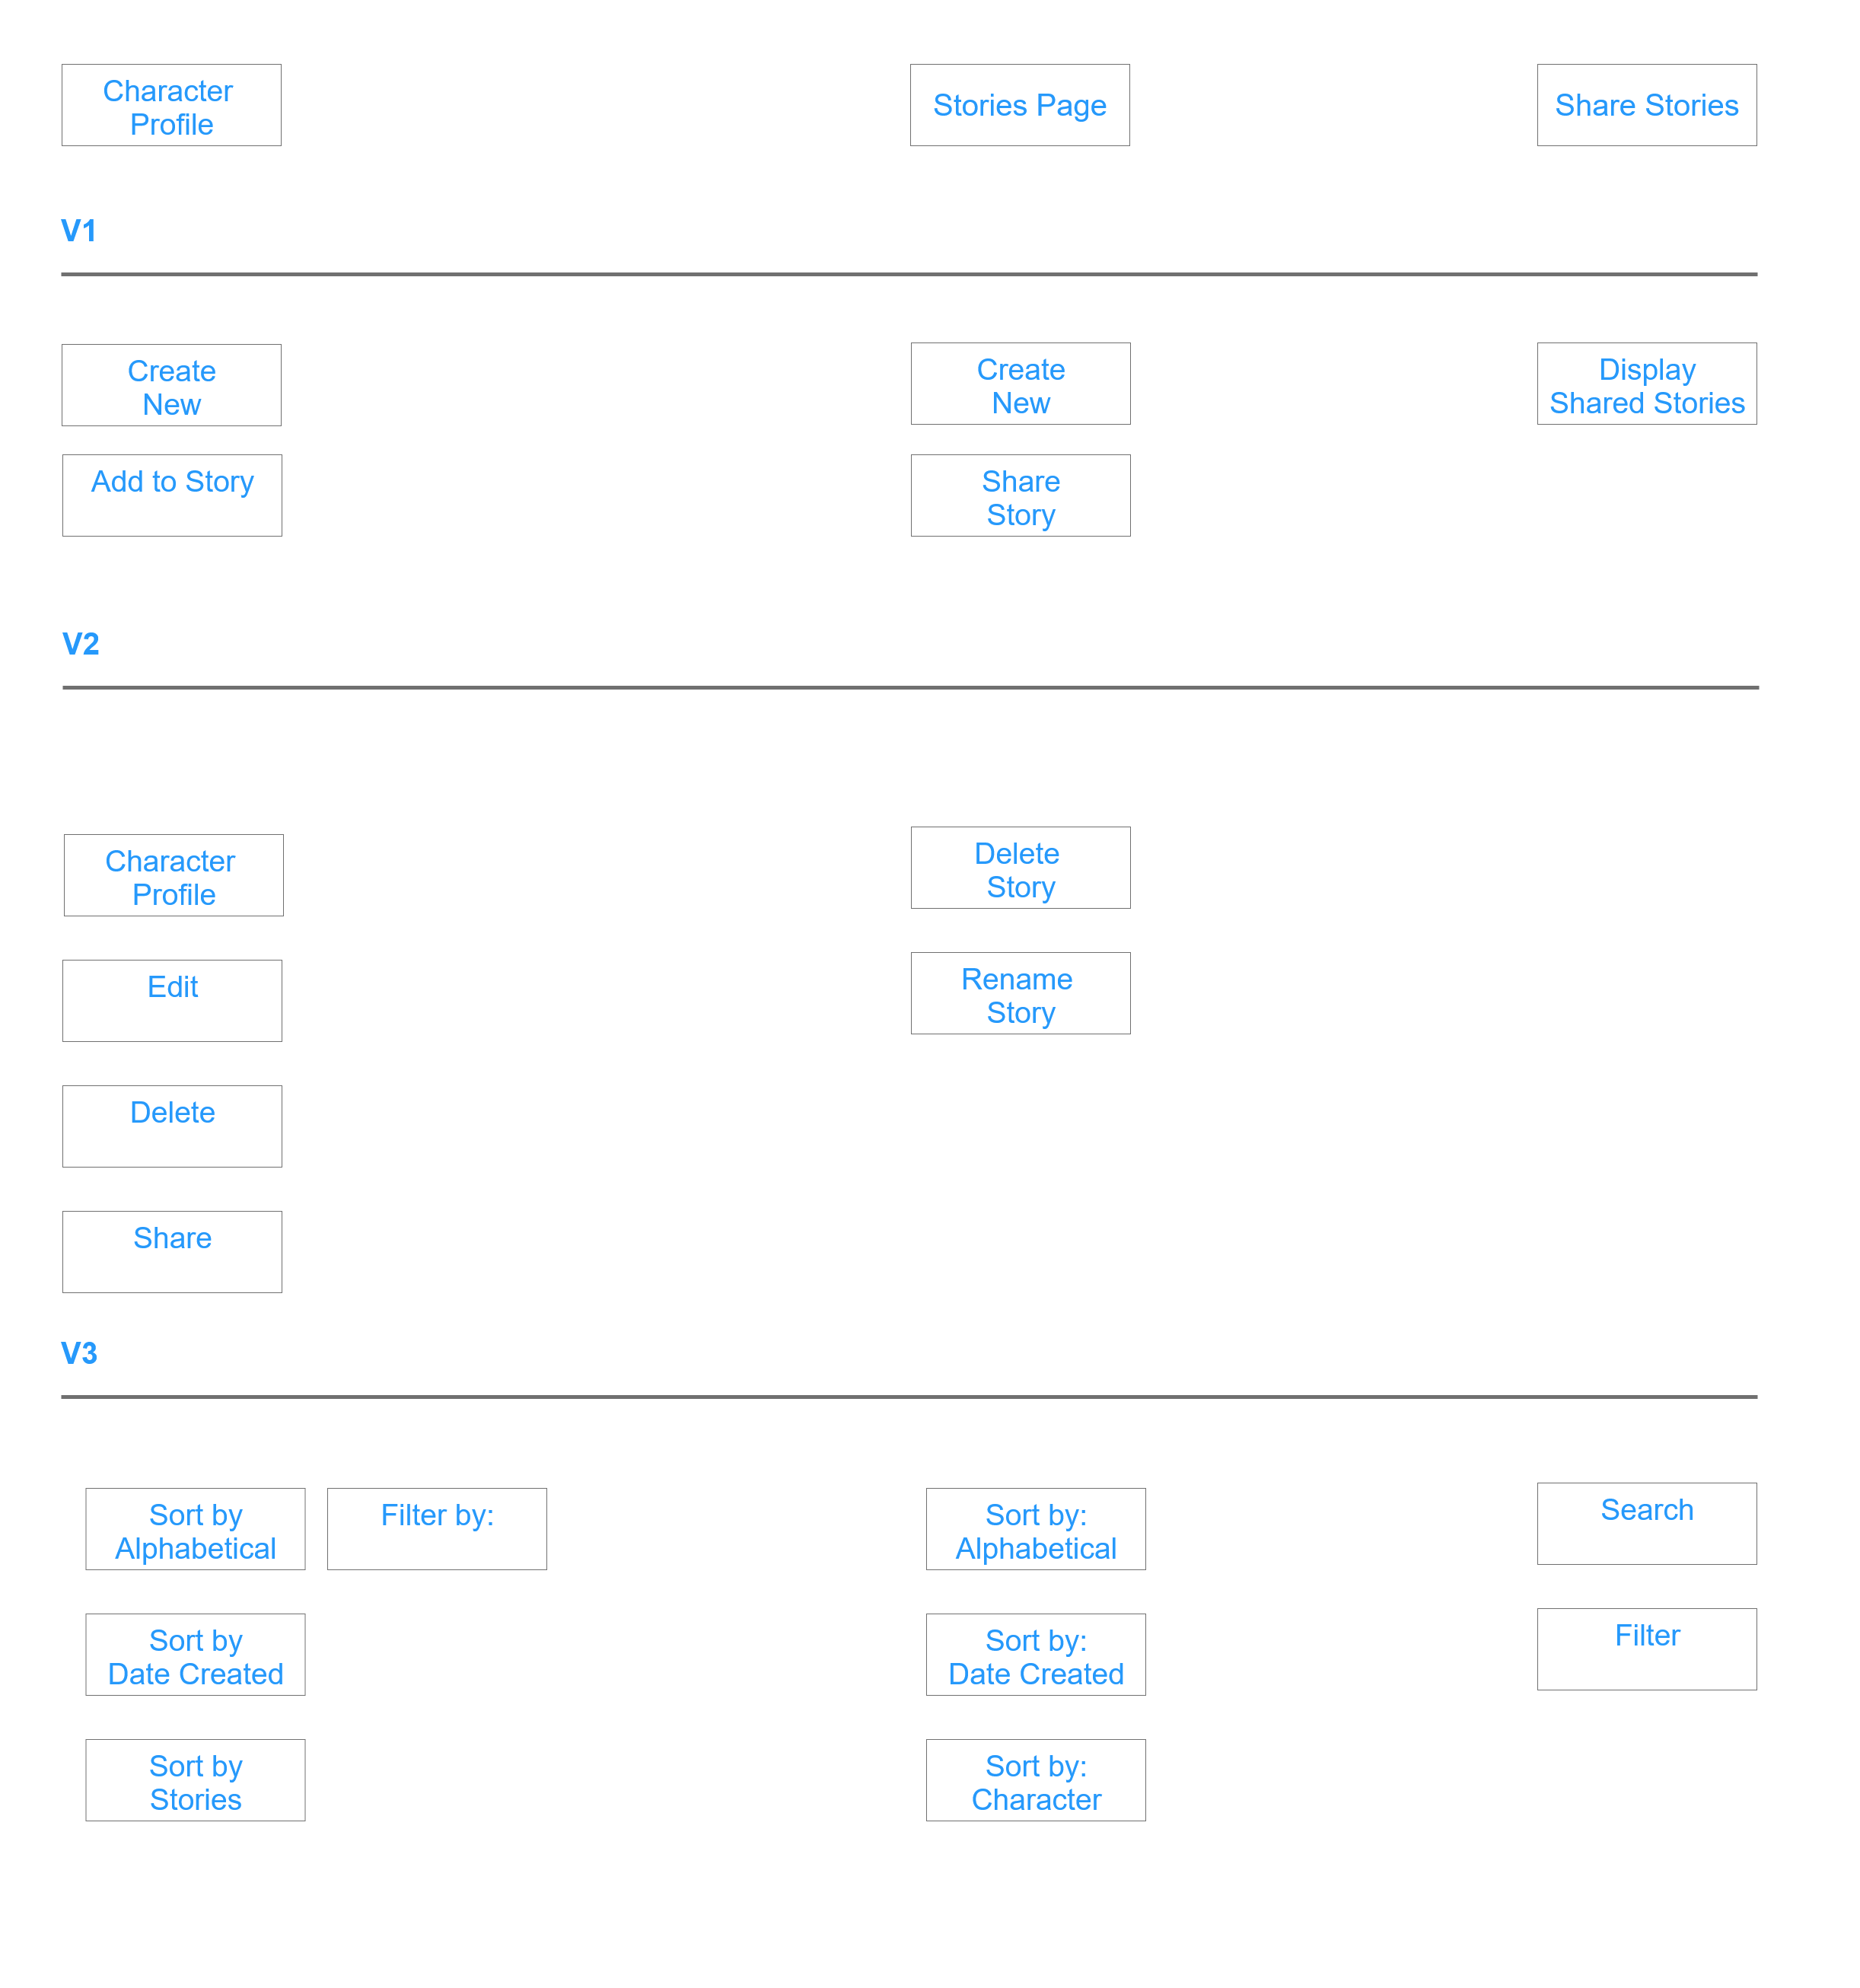 Character
Profile
Stories Page
Share Stories
V1
Create
New
Create
New
Display
Shared Stories
Add to Story
Share
Story
V2
Character
Profile
Delete
Story
Edit
Rename
Story
Delete
Share
V3
Sort by
Alphabetical
Filter by:
Sort by:
Alphabetical
Search
Sort by
Date Created
Sort by:
Date Created
Filter
Sort by
Stories
Sort by:
Character